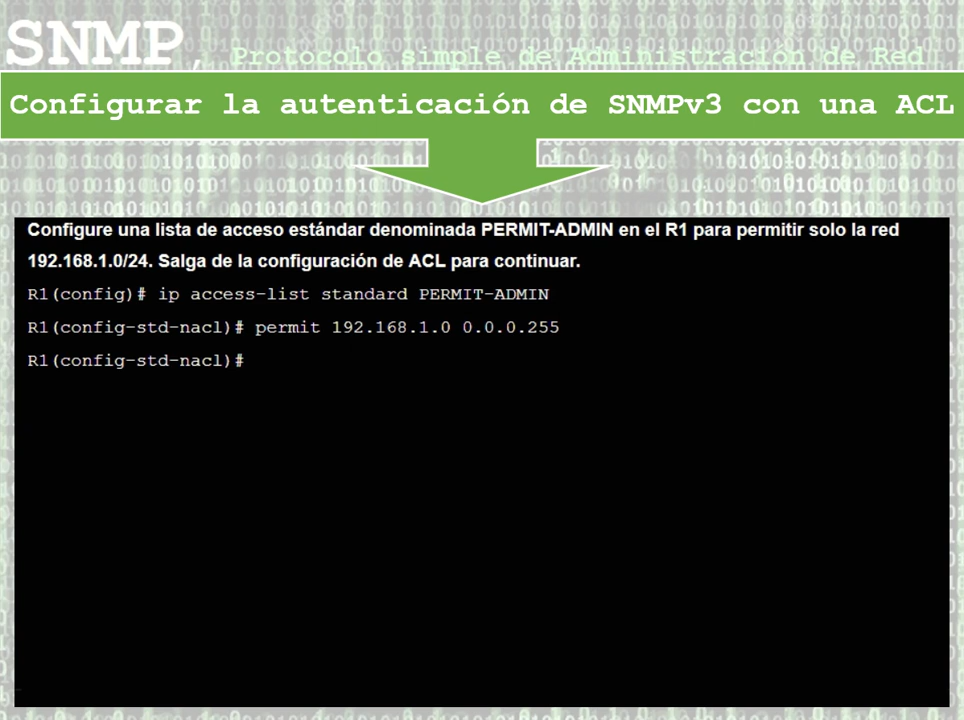 SNMP, Protocolo simple de Administración de Red
Configurar la autenticación de SNMPv3 con una ACL
Configure una lista de acceso estándar denominada PERMIT-ADMIN en el R1 para permitir solo la red
192.168.1.0/24. Salga de la configuración de ACL para continuar.
R1(config)# ip access-list standard PERMIT-ADMIN
R1(config-std-nacl)# permit 192.168.1.0 0.0.0.255
R1(config-std-nacl)#